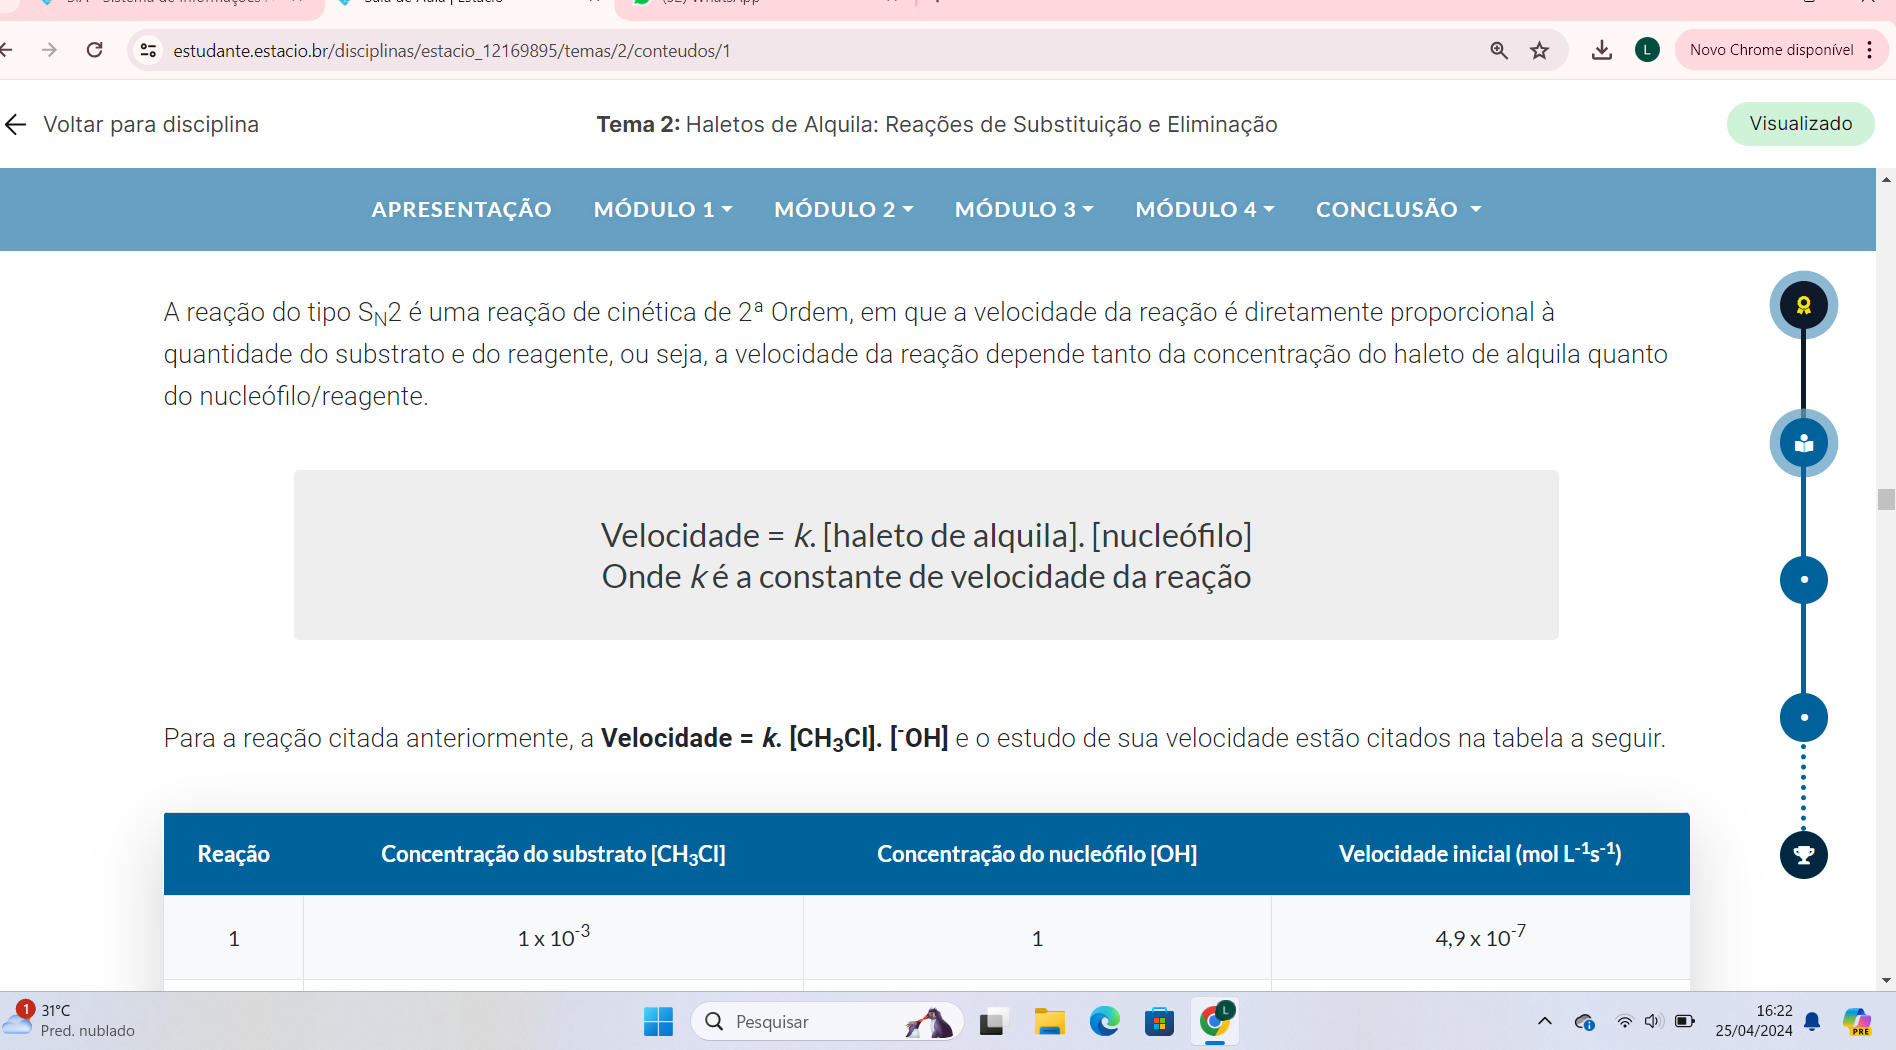 estudante.estacio.br/disciplinas/estacio_12169895/temas/2/conteudos/1
L
Novo Chrome disponível
Voltar para disciplina
Tema 2: Haletos de Alquila: Reações de Substituição e Eliminação
Visualizado
APRESENTAÇÃO MÓDULO 1 MÓDULO 2 MÓDULO 3 MÓDULO 4 CONCLUSÃO
A reação do tipo SN2 é uma reação de cinética de 2ª Ordem, em que a velocidade da reação é diretamente proporcional à
quantidade do substrato e do reagente, ou seja, a velocidade da reação depende tanto da concentração do haleto de alquila quanto
do nucleófilo/reagente.
Velocidade = k. [haleto de alquila]. [nucleófilo]
Onde k é a constante de velocidade da reação
Para a reação citada anteriormente, a Velocidade = k. [CH3Cl]. [-OH] e o estudo de sua velocidade estão citados na tabela a seguir.
Reação Concentração do substrato [CH3Cl] Concentração do nucleófilo [OH] Velocidade inicial (mol L-1s-1)
1 1 x 10-3 1 4,9 x 10-7
1
31°C
Pred. nublado
Pesquisar
L
16:22
25/04/2024
PRE